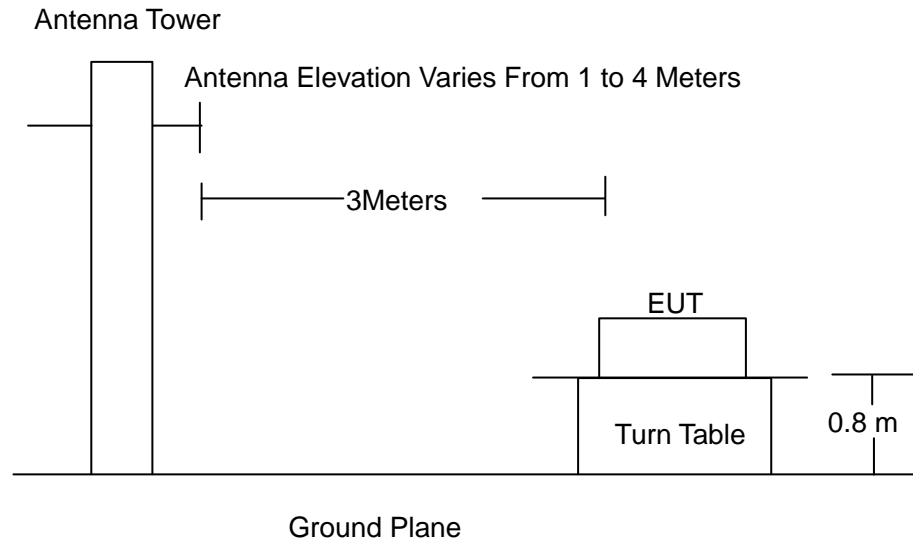 Antenna Tower
Antenna Elevation Varies From 1 to 4 Meters
3Meters
EUT
Turn Table
0.8 m
Ground Plane